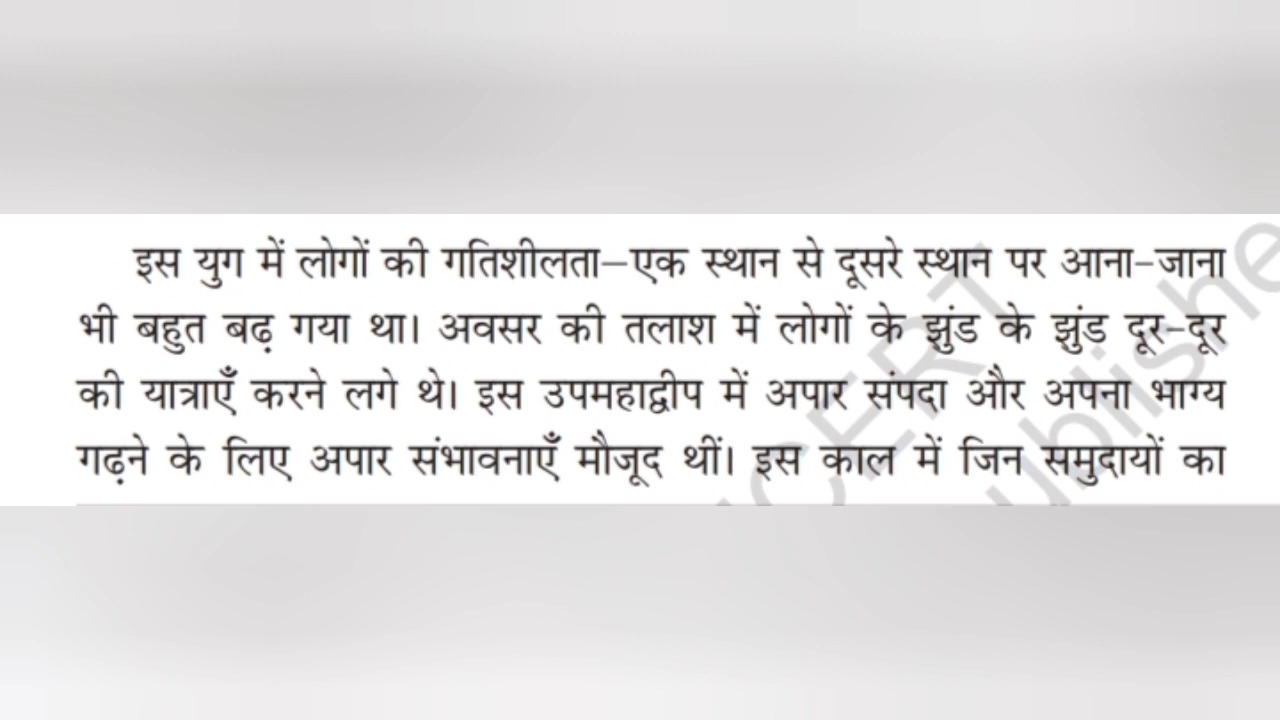 इस युग में लोगों की गतिशीलता–एक स्थान से दूसरे स्थान पर आना-जाना
भी बहुत बढ़ गया था। अवसर की तलाश में लोगों के झुंड के झुंड दूर-दूर
की यात्राएँ करने लगे थे। इस उपमहाद्वीप में अपार संपदा और अपना भाग्य
गढ़ने के लिए अपार संभावनाएँ मौजूद थीं। इस काल में जिन समुदायों का